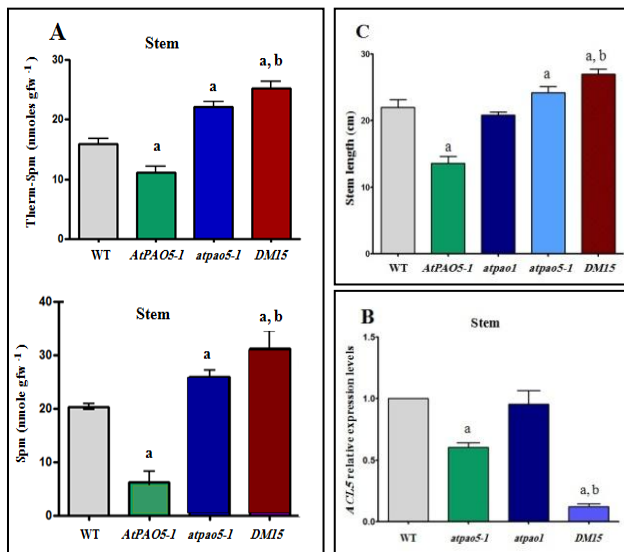 A
Stem
Therm-Spm (nmoles gfw⁻¹)
30
20
10
0
a
a
a, b
WT
AtPAO5-1
atpao5-1
DM15
Stem
Spm (nmole gfw⁻¹)
40
30
20
10
0
a
a
a, b
WT
AtPAO5-1
atpao5-1
DM15
C
Stem length (cm)
30
20
10
0
a
a
a, b
WT
AtPAO5-1
atpao1
atpao5-1
DM15
B
Stem
ACL5 relative expression levels
1.5
1.0
0.5
0.0
a
a, b
WT
atpao5-1
atpao1
DM15